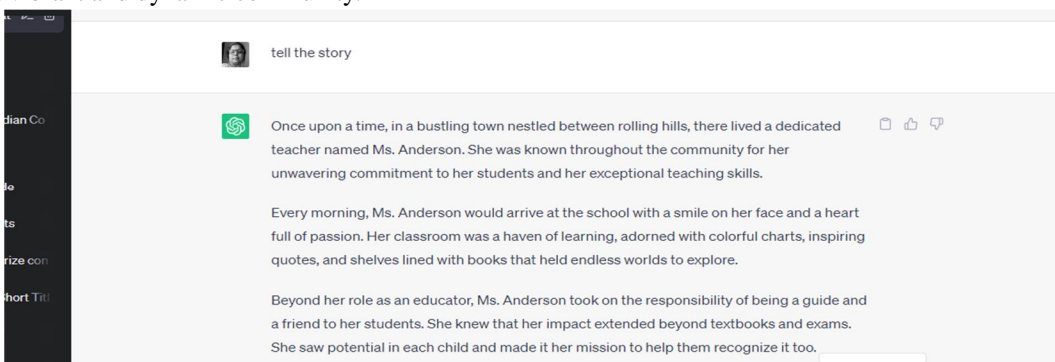 tell the story
dian Co
Once upon a time, in a bustling town nestled between rolling hills, there lived a dedicated
teacher named Ms. Anderson. She was known throughout the community for her
unwavering commitment to her students and her exceptional teaching skills.
ts
Every morning, Ms. Anderson would arrive at the school with a smile on her face and a heart
full of passion. Her classroom was a haven of learning, adorned with colorful charts, inspiring
rize con
quotes, and shelves lined with books that held endless worlds to explore.
Short Titl
Beyond her role as an educator, Ms. Anderson took on the responsibility of being a guide and
a friend to her students. She knew that her impact extended beyond textbooks and exams.
She saw potential in each child and made it her mission to help them recognize it too.